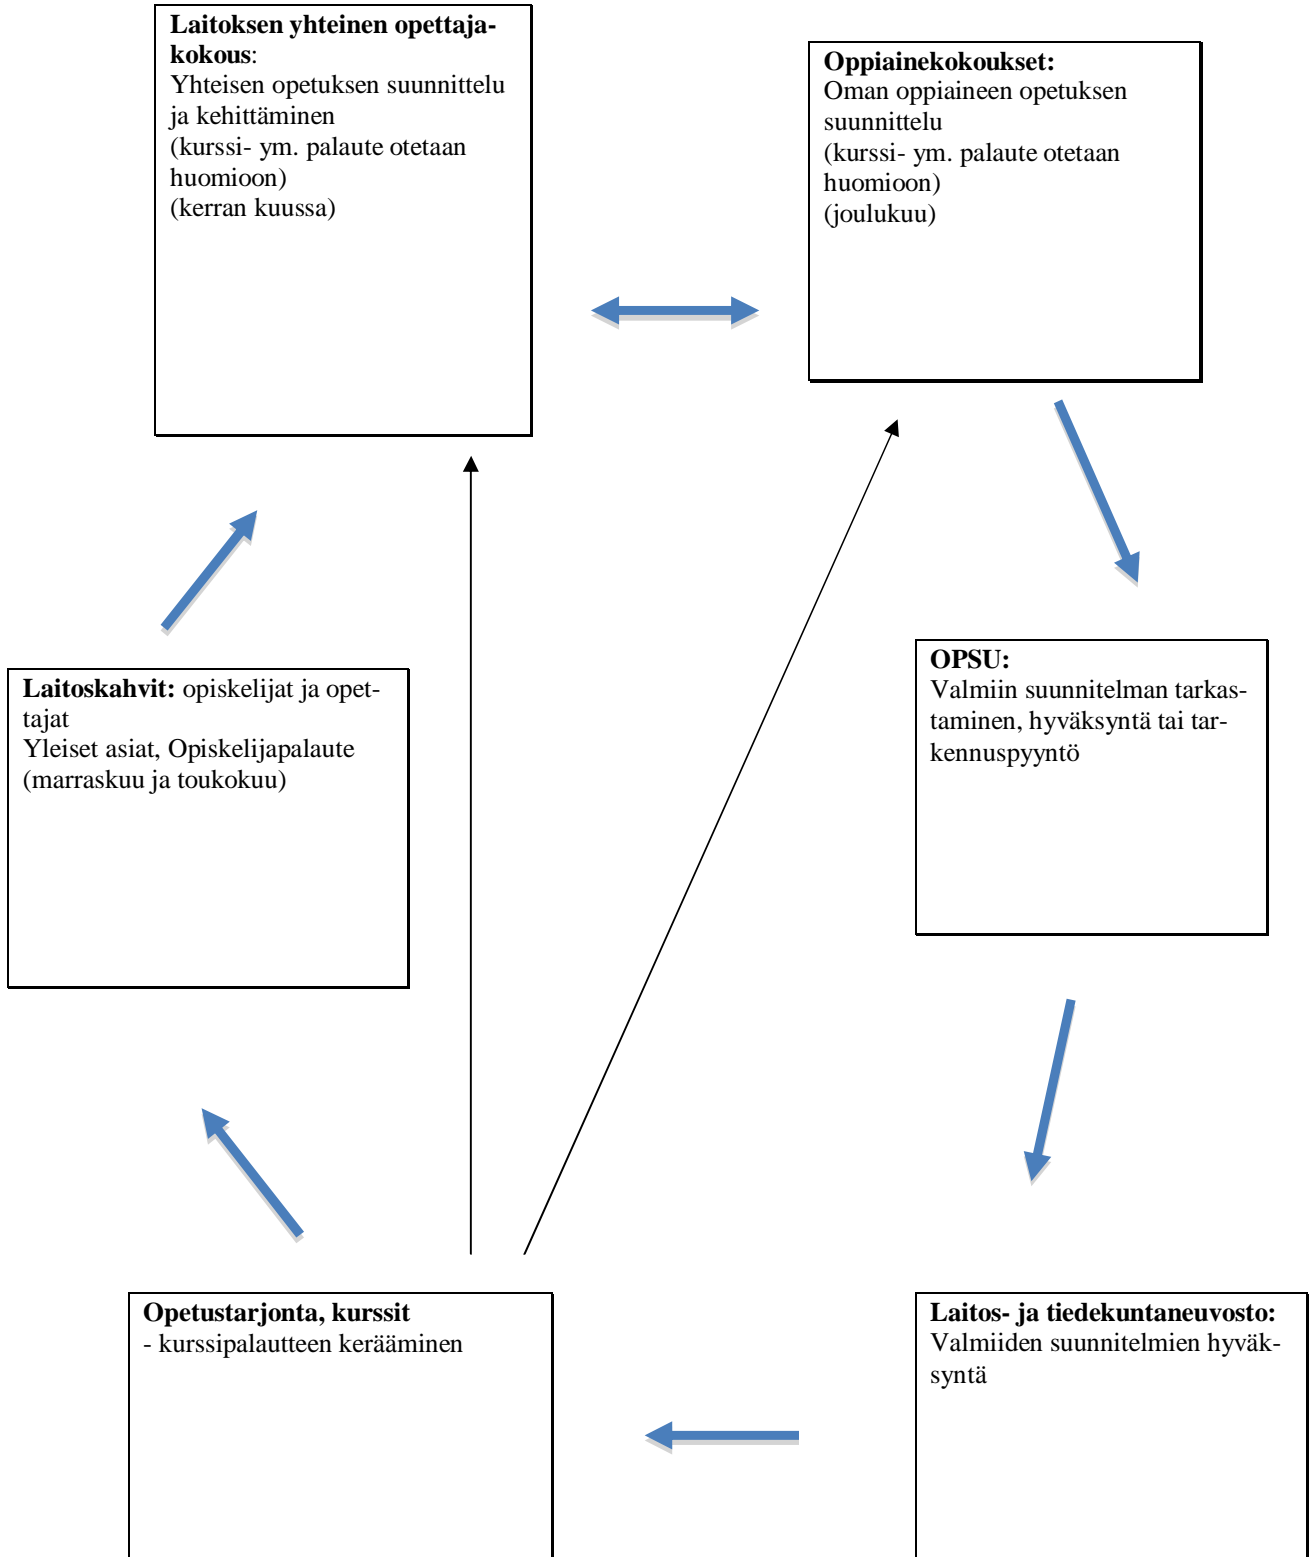 Laitoksen yhteinen opettaja-
kokous:
Yhteisen opetuksen suunnittelu
ja kehittäminen
(kurssi- ym. palaute otetaan
huomioon)
(kerran kuussa)
Oppiainekokoukset:
Oman oppiaineen opetuksen
suunnittelu
(kurssi- ym. palaute otetaan
huomioon)
(joulukuu)
Laitoskahvit: opiskelijat ja opet-
tajat
Yleiset asiat, Opiskelijapalaute
(marraskuu ja toukokuu)
OPSU:
Valmiin suunnitelman tarkas-
taminen, hyväksyntä tai tar-
kennuspyyntö
Opetustarjonta, kurssit
- kurssipalautteen kerääminen
Laitos- ja tiedekuntaneuvosto:
Valmiiden suunnitelmien hyväk-
syntä